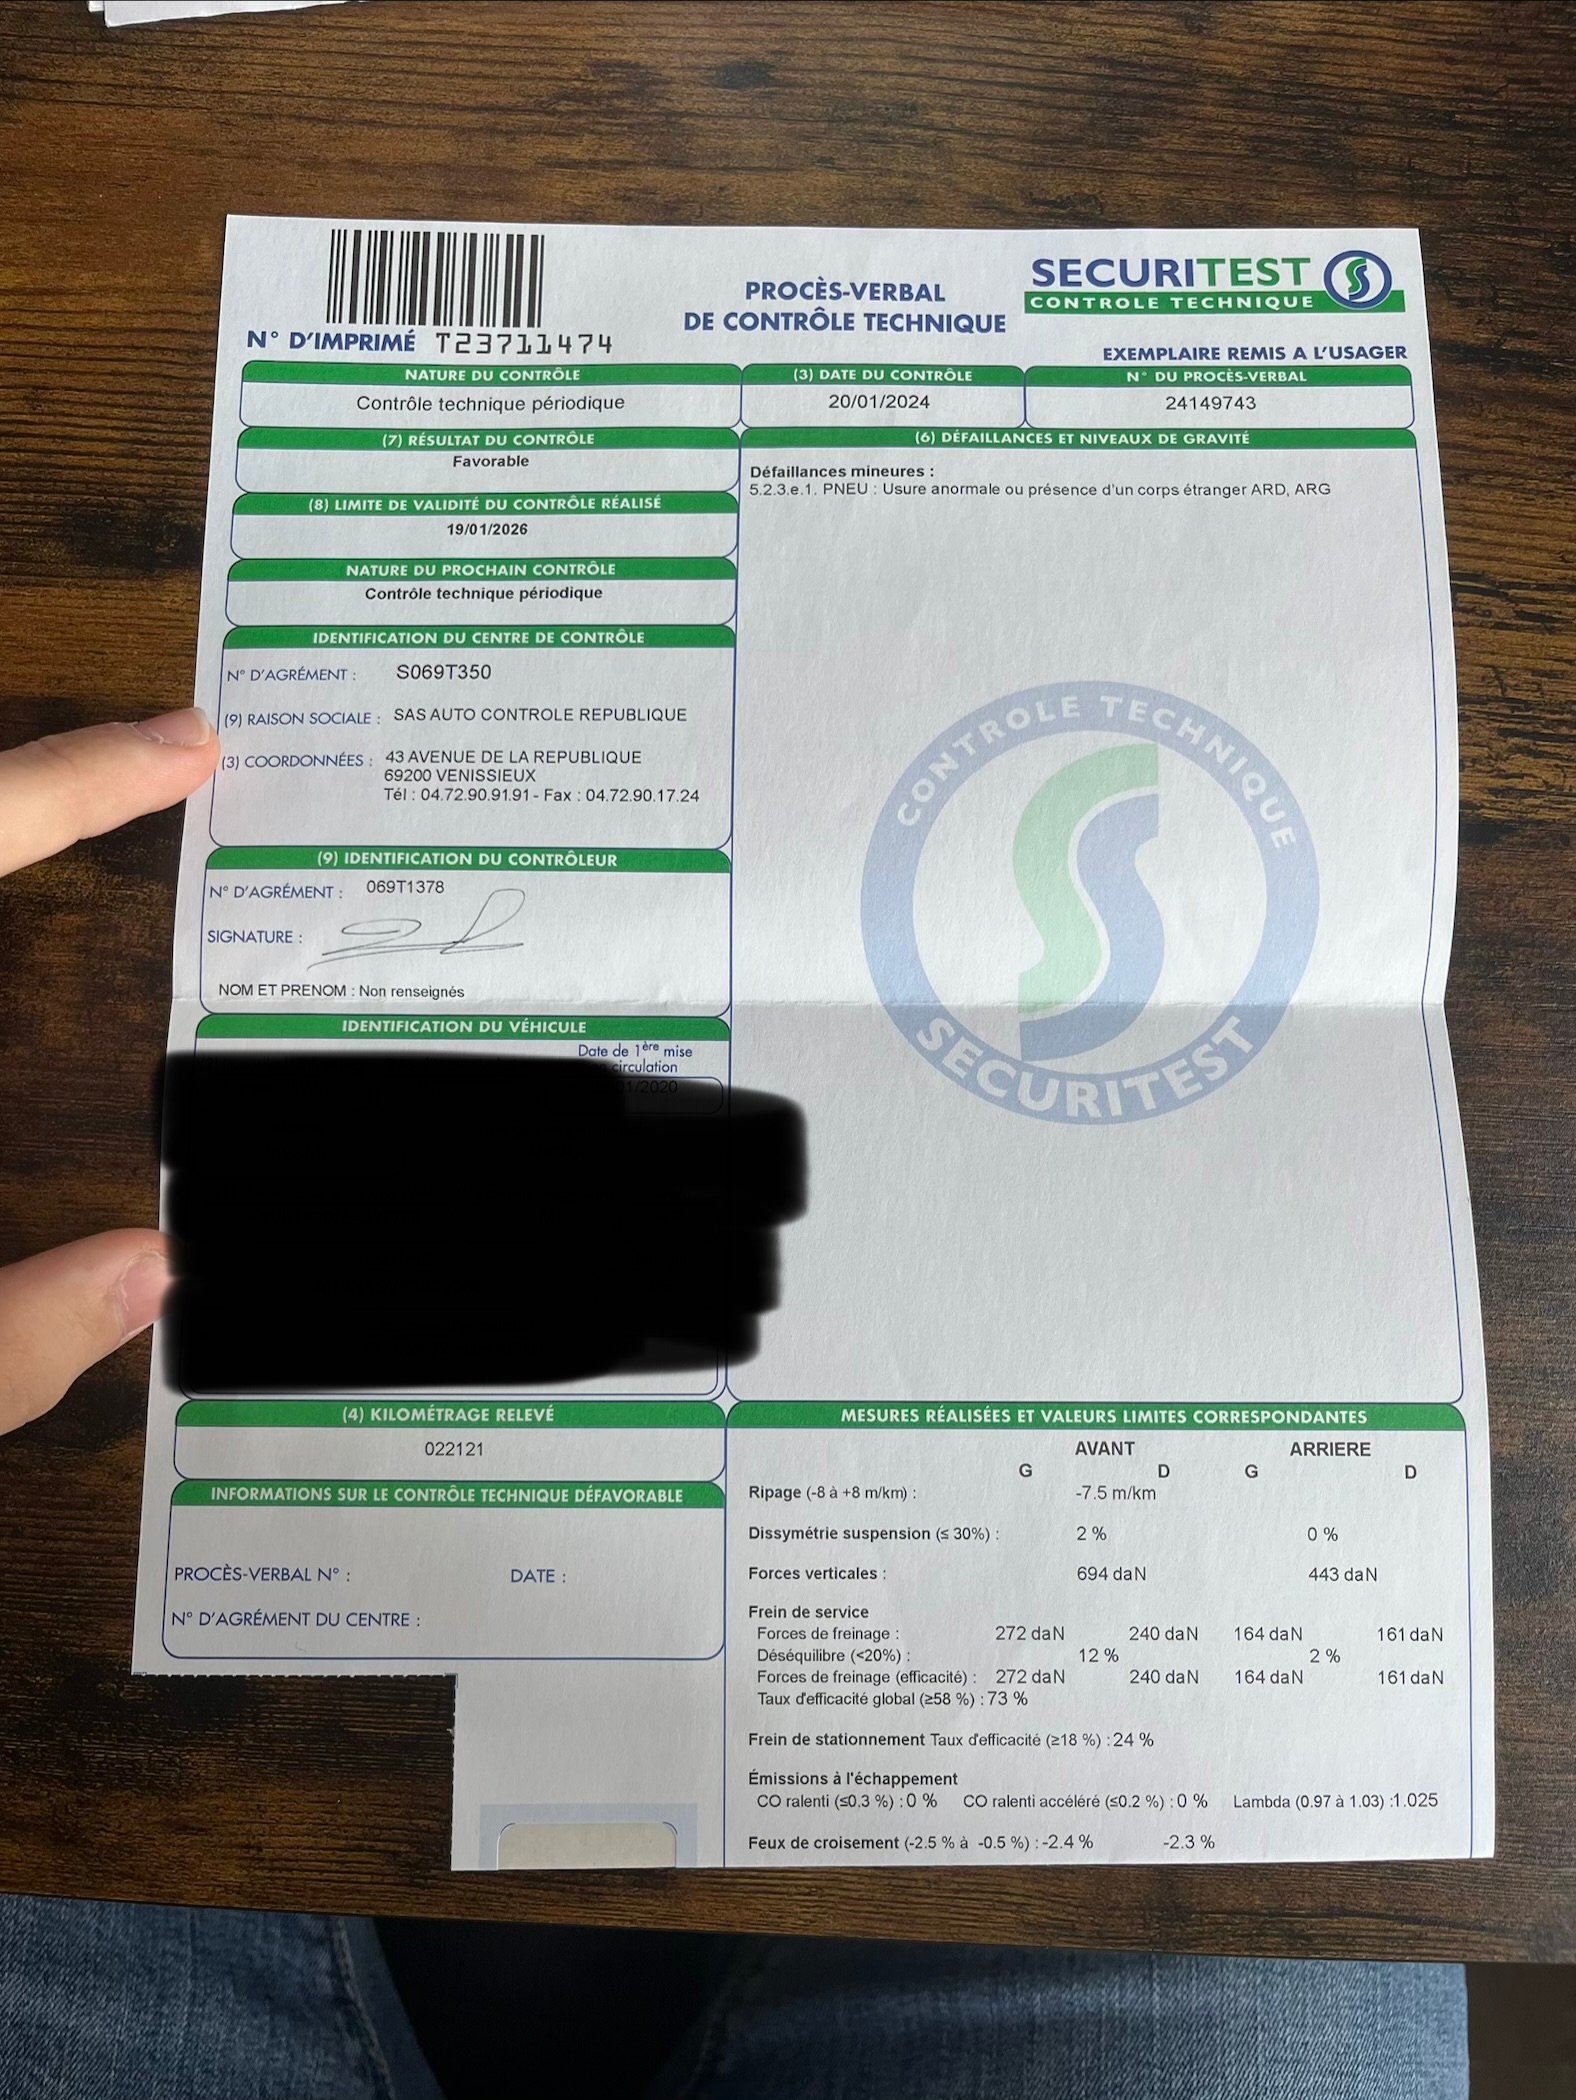 N° D'IMPRIMÉ T23711474
PROCÈS-VERBAL
DE CONTRÔLE TECHNIQUE
SECURITEST
CONTROLE TECHNIQUE
EXEMPLAIRE REMIS A L'USAGER
NATURE DU CONTRÔLE
Contrôle technique périodique
(3) DATE DU CONTRÔLE
20/01/2024
N° DU PROCÈS-VERBAL
24149743
(7) RÉSULTAT DU CONTRÔLE
Favorable
(8) LIMITE DE VALIDITÉ DU CONTRÔLE RÉALISÉ
19/01/2026
NATURE DU PROCHAIN CONTRÔLE
Contrôle technique périodique
IDENTIFICATION DU CENTRE DE CONTRÔLE
N° D'AGRÉMENT : S069T350
(9) RAISON SOCIALE : SAS AUTO CONTROLE REPUBLIQUE
(3) COORDONNÉES : 43 AVENUE DE LA REPUBLIQUE
69200 VENISSIEUX
Tél : 04.72.90.91.91 - Fax : 04.72.90.17.24
(9) IDENTIFICATION DU CONTRÔLEUR
N° D'AGRÉMENT : 069T1378
SIGNATURE :
NOM ET PRENOM : Non renseignés
IDENTIFICATION DU VÉHICULE
Date de 1ère mise
circulation
01/2020
(4) KILOMÉTRAGE RELEVÉ
022121
INFORMATIONS SUR LE CONTRÔLE TECHNIQUE DÉFAVORABLE
PROCÈS-VERBAL N° : DATE :
N° D'AGRÉMENT DU CENTRE :
(6) DÉFAILLANCES ET NIVEAUX DE GRAVITÉ
Défaillances mineures :
5.2.3.e.1. PNEU : Usure anormale ou présence d'un corps étranger ARD, ARG
CONTROLE TECHNIQUE
SECURITEST
MESURES RÉALISÉES ET VALEURS LIMITES CORRESPONDANTES
AVANT ARRIERE
G D G D
Ripage (-8 à +8 m/km) : -7.5 m/km
Dissymétrie suspension (≤ 30%) : 2 % 0 %
Forces verticales : 694 daN 443 daN
Frein de service
Forces de freinage : 272 daN 240 daN 164 daN 161 daN
Déséquilibre (<20%) : 12 % 2 %
Forces de freinage (efficacité) : 272 daN 240 daN 164 daN 161 daN
Taux d'efficacité global (≥58 %) : 73 %
Frein de stationnement Taux d'efficacité (≥18 %) : 24 %
Émissions à l'échappement
CO ralenti (≤0.3 %) : 0 % CO ralenti accéléré (≤0.2 %) : 0 % Lambda (0.97 à 1.03) : 1.025
Feux de croisement (-2.5 % à -0.5 %) : -2.4 % -2.3 %